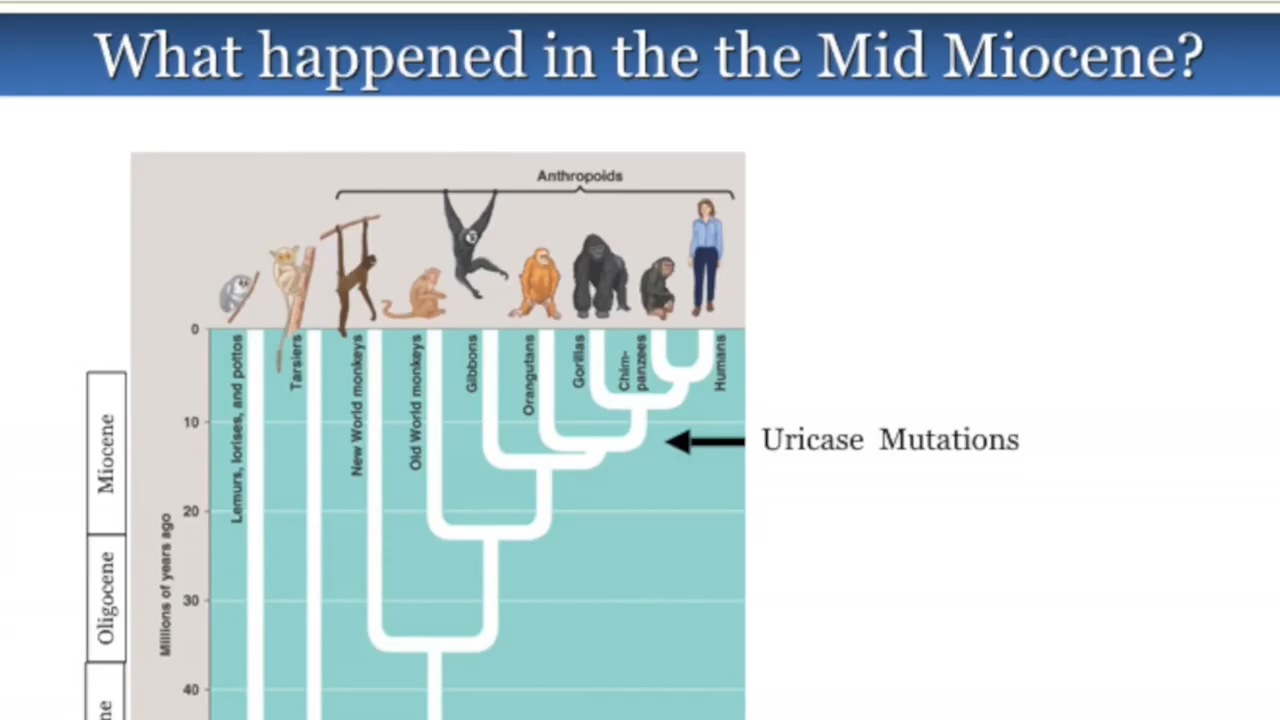 What happened in the the Mid Miocene?
Anthropoids
0
10
20
30
40
Millions of years ago
Miocene
Oligocene
Lemurs, lorises, and pottos
Tarsiers
New World monkeys
Old World monkeys
Gibbons
Orangutans
Gorillas
Chim-
panzees
Humans
Uricase Mutations